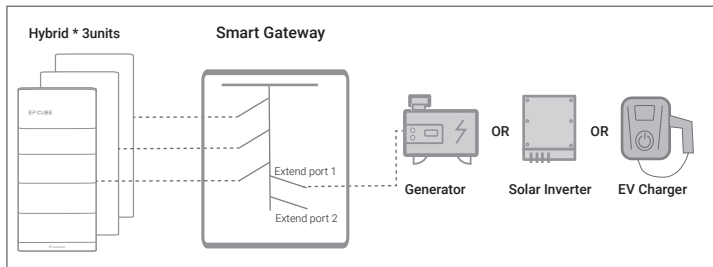 Hybrid * 3units
Smart Gateway
EP CUBE
Extend port 1
Extend port 2
OR
OR
Generator
Solar Inverter
EV Charger